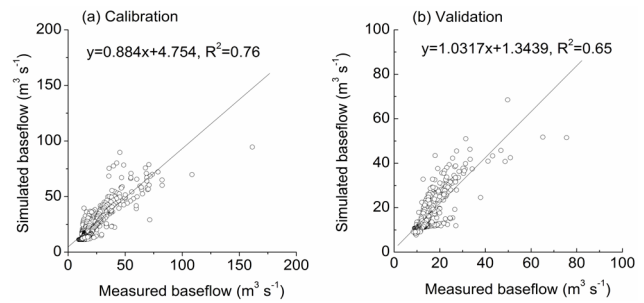 (a) Calibration
y=0.884x+4.754, R²=0.76
200
150
100
50
0
0 50 100 150 200
Simulated baseflow (m³ s⁻¹)
Measured baseflow (m³ s⁻¹)
(b) Validation
y=1.0317x+1.3439, R²=0.65
100
80
60
40
20
0
0 20 40 60 80 100
Simulated baseflow (m³ s⁻¹)
Measured baseflow (m³ s⁻¹)